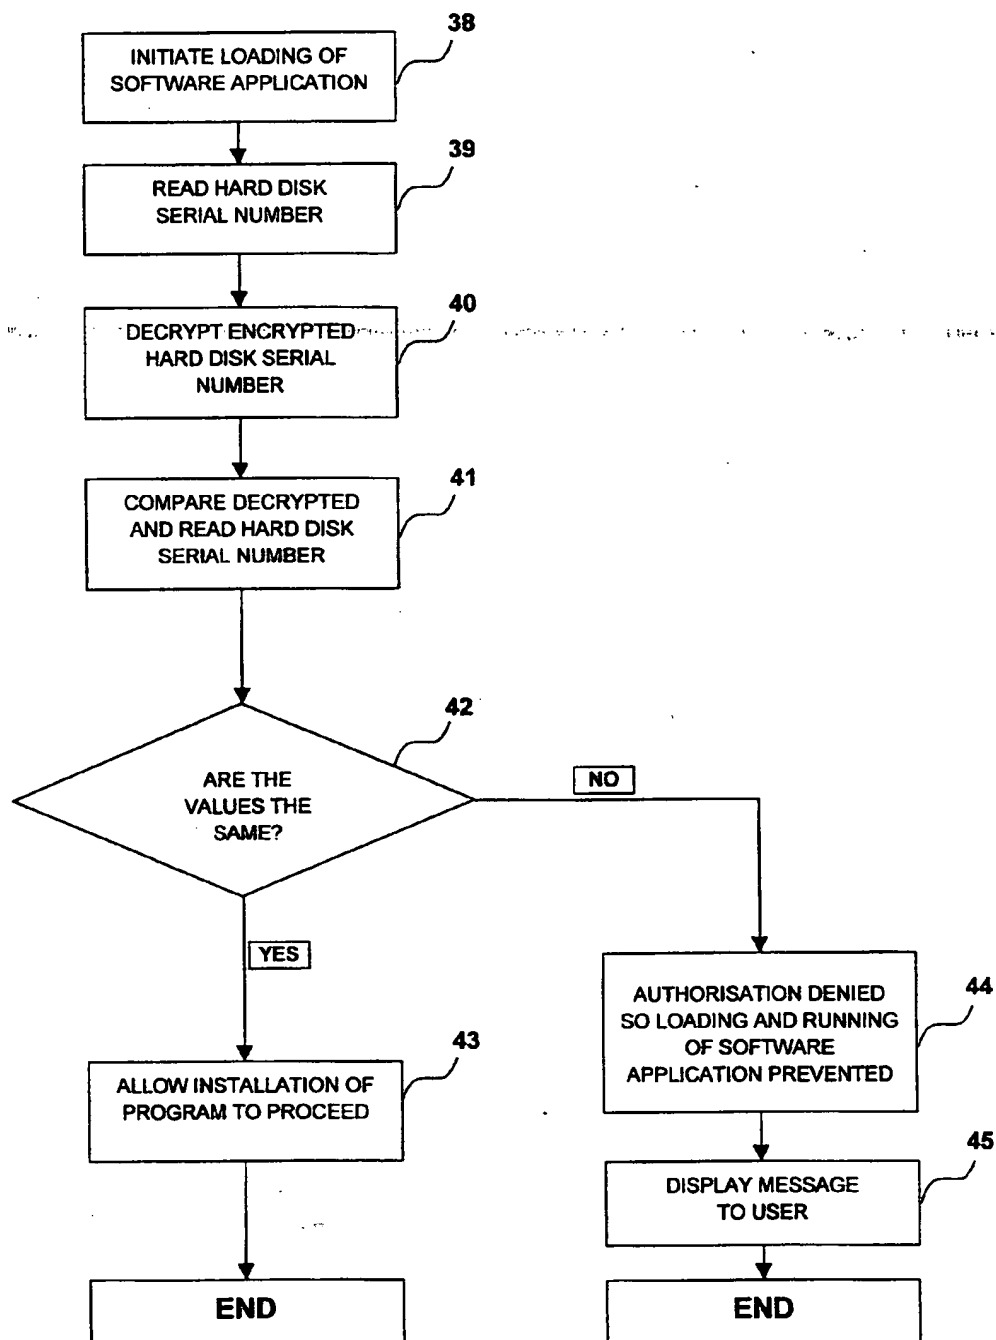 38
INITIATE LOADING OF
SOFTWARE APPLICATION
39
READ HARD DISK
SERIAL NUMBER
40
DECRYPT ENCRYPTED
HARD DISK SERIAL
NUMBER
41
COMPARE DECRYPTED
AND READ HARD DISK
SERIAL NUMBER
42
ARE THE
VALUES THE
SAME?
NO
YES
43
ALLOW INSTALLATION OF
PROGRAM TO PROCEED
44
AUTHORISATION DENIED
SO LOADING AND RUNNING
OF SOFTWARE
APPLICATION PREVENTED
45
DISPLAY MESSAGE
TO USER
END
END